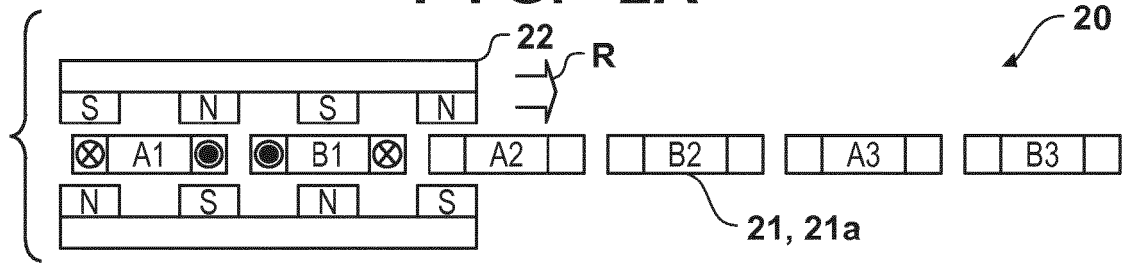 20
22
R
S N S N
A1 B1 A2 B2 A3 B3
N S N S
21, 21a